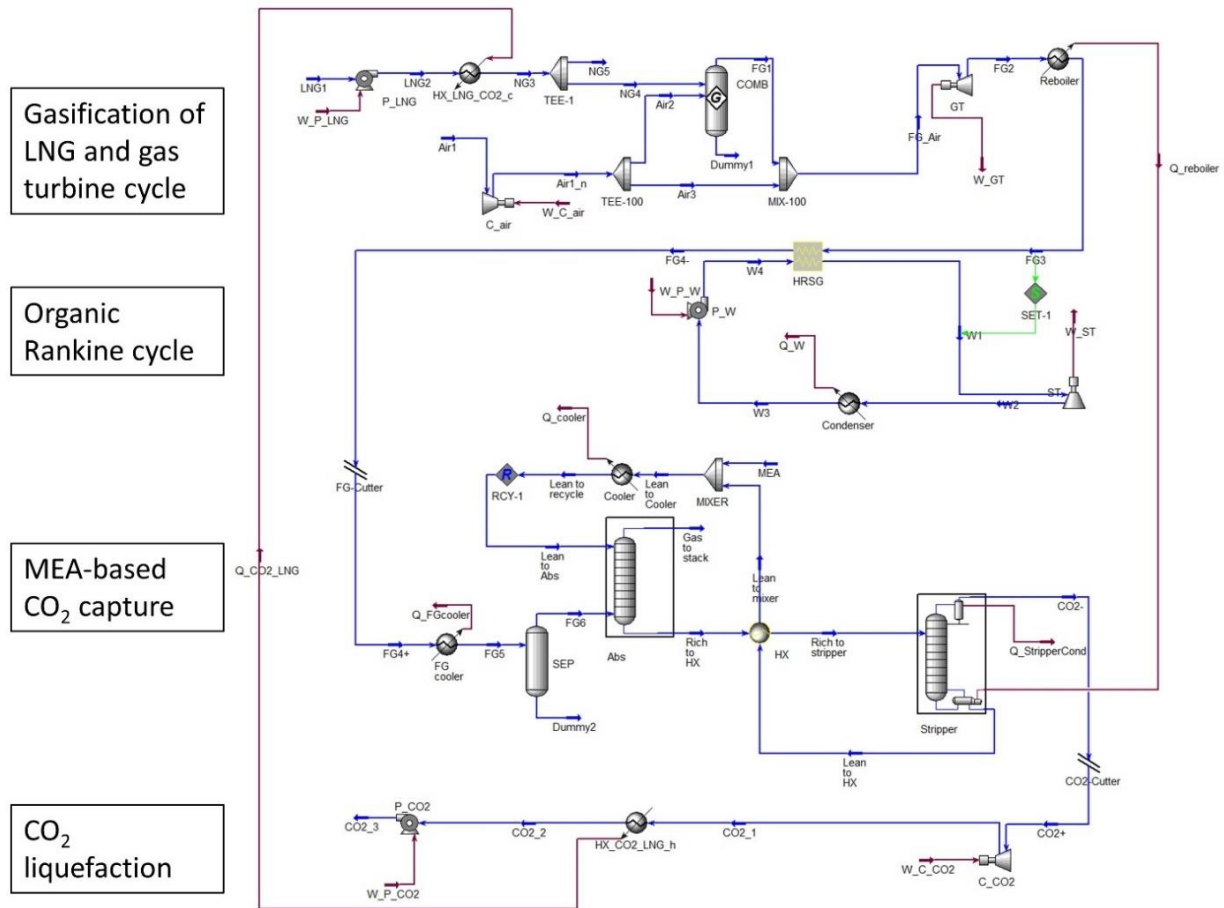 Gasification of
LNG and gas
turbine cycle
Organic
Rankine cycle
MEA-based
CO₂ capture
CO₂
liquefaction
LNG1
W_P_LNG
P_LNG
LNG2
HX_LNG_CO2_c
NG3
TEE-1
NG5
NG4
Air2
COMB
G
FG1
Dummy1
Air1
Air1_n
C_air
W_C_air
TEE-100
Air3
MIX-100
FG_Air
GT
W_GT
FG2
Reboiler
Q_reboiler
FG4-
HRSG
FG3
S
SET-1
W4
W_P_W
P_W
W1
W_ST
ST
W2
Condenser
Q_W
W3
FG-Cutter
Q_cooler
RCY-1
R
Lean
to recycle
Cooler
Lean
to
Cooler
MIXER
MEA
Lean
to
Abs
Gas
to
stack
Lean
to
mixer
Q_CO2_LNG
Q_FGcooler
FG4+
FG
cooler
FG5
SEP
FG6
Dummy2
Abs
Rich
to
HX
HX
Rich to
stripper
CO2-
Q_StripperCond
Stripper
Lean
to
HX
CO2-Cutter
CO2_3
P_CO2
W_P_CO2
CO2_2
HX_CO2_LNG_h
CO2_1
W_C_CO2
C_CO2
CO2+